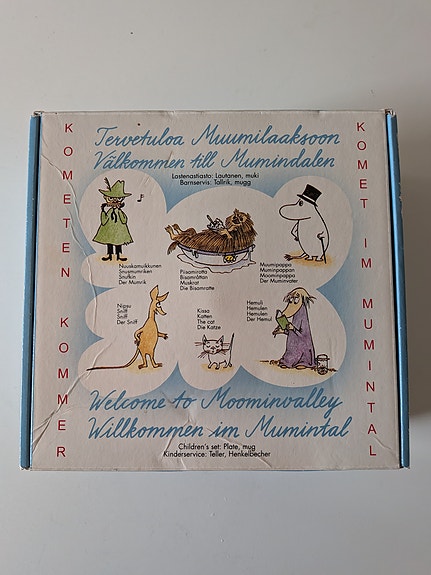 Tervetuloa Muumilaaksoon
Välkommen till Mumindalen
Lastenastiasto: Lautanen, muki
Barnservis: Tallrik, mugg
KOMETEN KOMMER
KOMET IM MUMINTAL
Nuuskamuikkunen
Snusmumriken
Snufkin
Der Mumrik
Piisamirotta
Bisamråttan
Muskrat
Die Bisamratte
Muumipappa
Muminpappan
Moominpappa
Der Muminvater
Nipsu
Sniff
Sniff
Der Sniff
Kissa
Katten
The cat
Die Katze
Hemuli
Hemulen
Hemulen
Der Hemul
Welcome to Moominvalley
Willkommen im Mumintal
Children's set: Plate, mug
Kinderservice: Teller, Henkelbecher